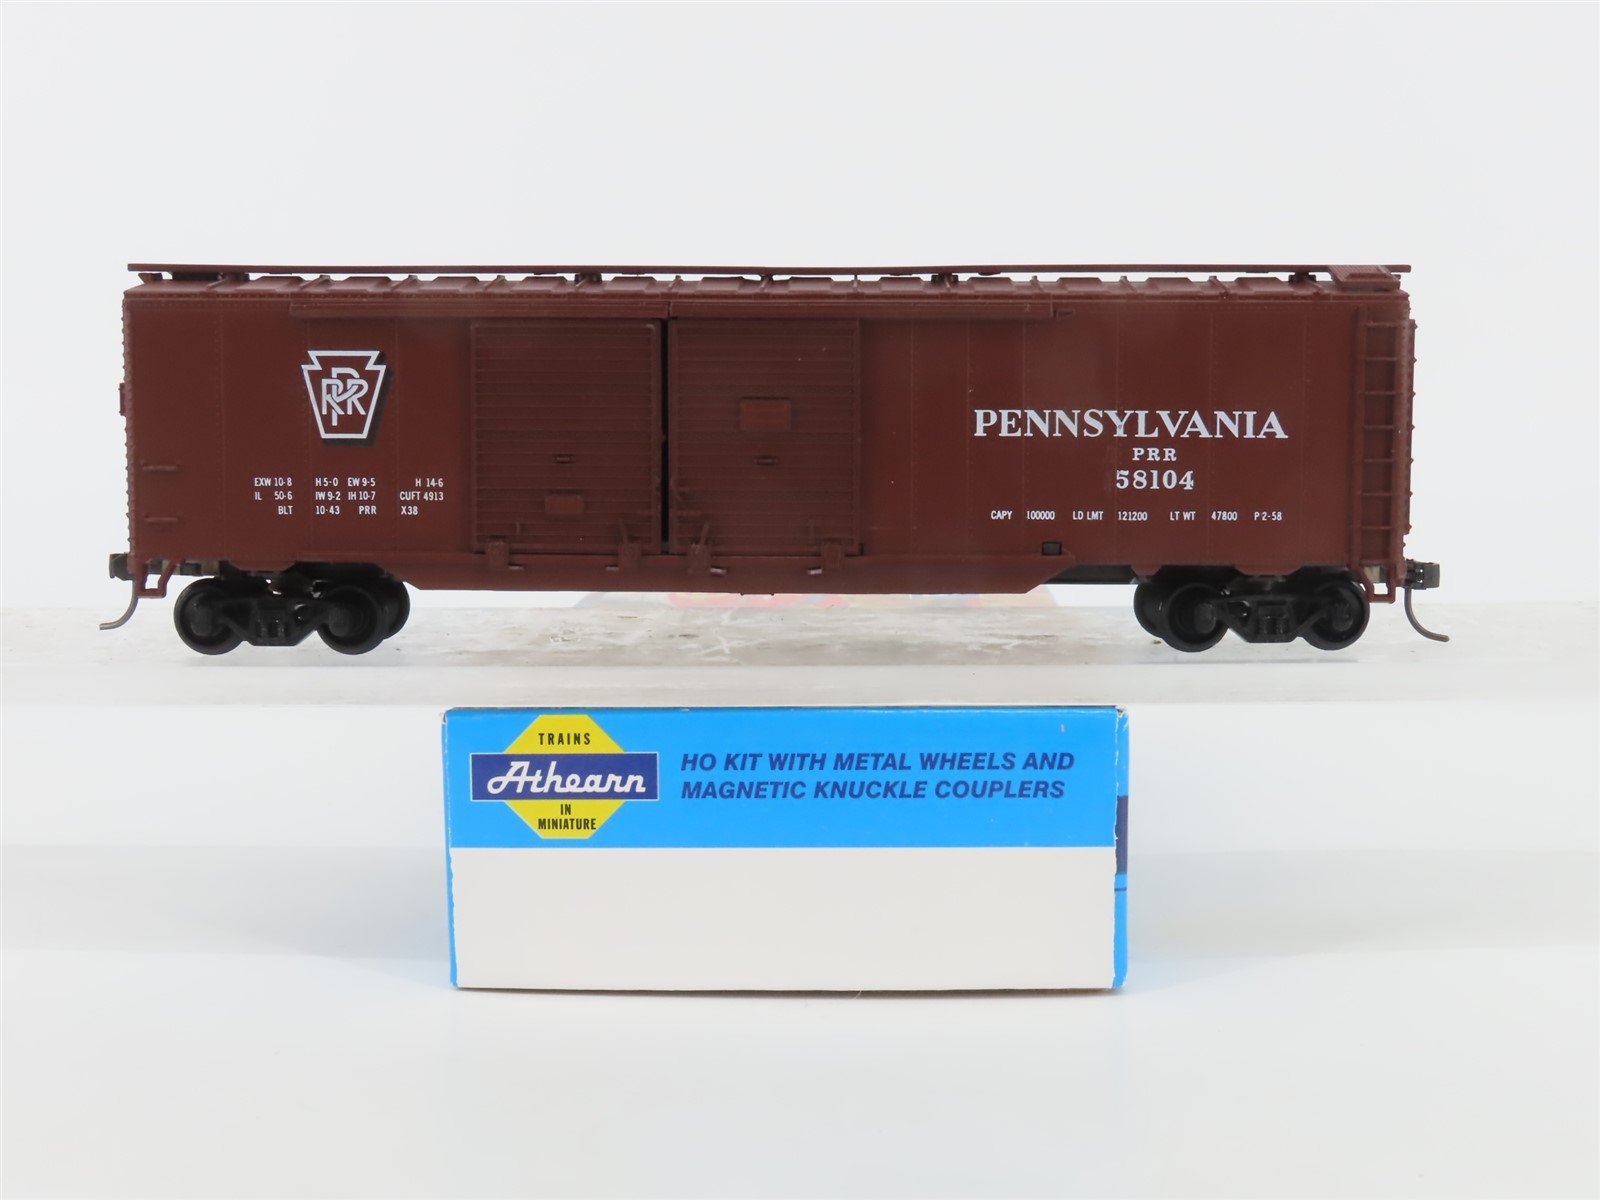 PRR
EXW 10-8 H 5-0 EW 9-5 H 14-6
IL 50-6 IW 9-2 IH 10-7 CUFT 4913
BLT 10-43 PRR X38
PENNSYLVANIA
PRR
58104
CAPY 100000 LD LMT 121200 LT WT 47800 P 2-58
TRAINS
Athearn
IN
MINIATURE
HO KIT WITH METAL WHEELS AND
MAGNETIC KNUCKLE COUPLERS